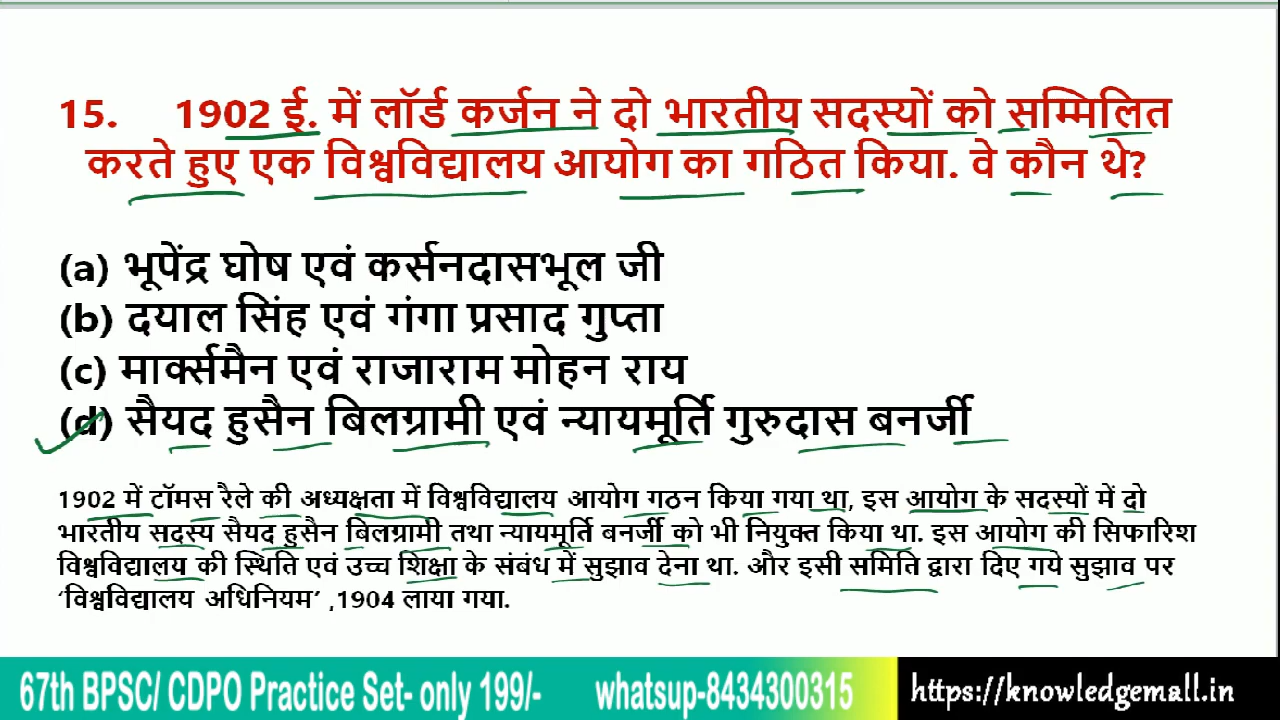 15. 1902 ई. में लॉर्ड कर्जन ने दो भारतीय सदस्यों को सम्मिलित
करते हुए एक विश्वविद्यालय आयोग का गठित किया. वे कौन थे?
(a) भूपेंद्र घोष एवं कर्सनदासभूल जी
(b) दयाल सिंह एवं गंगा प्रसाद गुप्ता
(c) मार्क्समैन एवं राजाराम मोहन राय
(d) सैयद हुसैन बिलग्रामी एवं न्यायमूर्ति गुरुदास बनर्जी
1902 में टॉमस रैले की अध्यक्षता में विश्वविद्यालय आयोग गठन किया गया था, इस आयोग के सदस्यों में दो
भारतीय सदस्य सैयद हुसैन बिलग्रामी तथा न्यायमूर्ति बनर्जी को भी नियुक्त किया था. इस आयोग की सिफारिश
विश्वविद्यालय की स्थिति एवं उच्च शिक्षा के संबंध में सुझाव देना था. और इसी समिति द्वारा दिए गये सुझाव पर
‘विश्वविद्यालय अधिनियम’ ,1904 लाया गया.
67th BPSC/ CDPO Practice Set- only 199/- whatsup-8434300315 https://knowledgemall.in